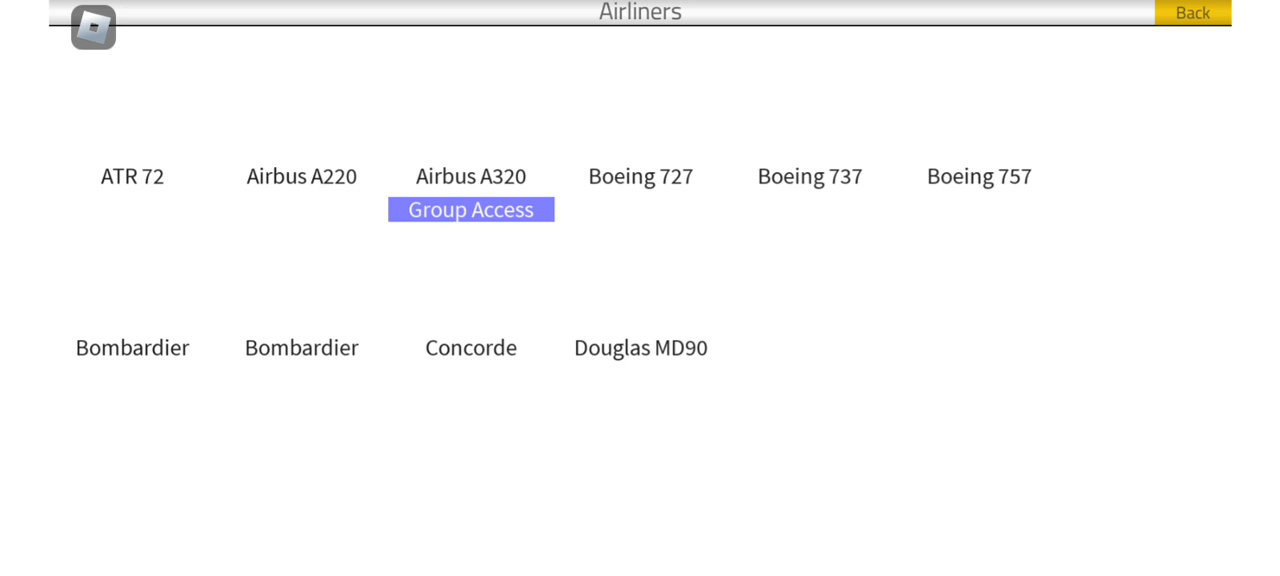 Airliners
Back
ATR 72
Airbus A220
Airbus A320
Boeing 727
Boeing 737
Boeing 757
Group Access
Bombardier
Bombardier
Concorde
Douglas MD90